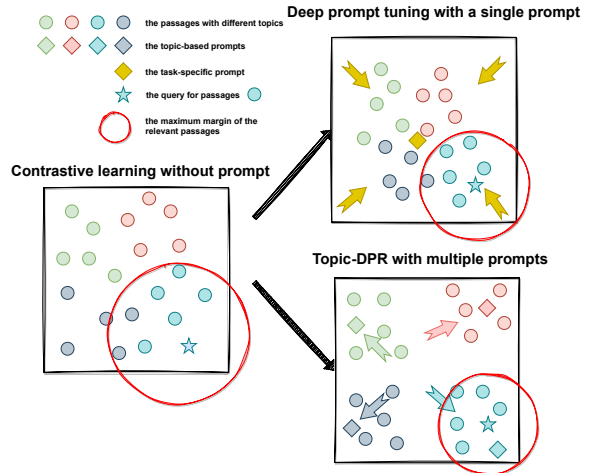 the passages with different topics
the topic-based prompts
the task-specific prompt
the query for passages
the maximum margin of the
relevant passages
Deep prompt tuning with a single prompt
Contrastive learning without prompt
Topic-DPR with multiple prompts